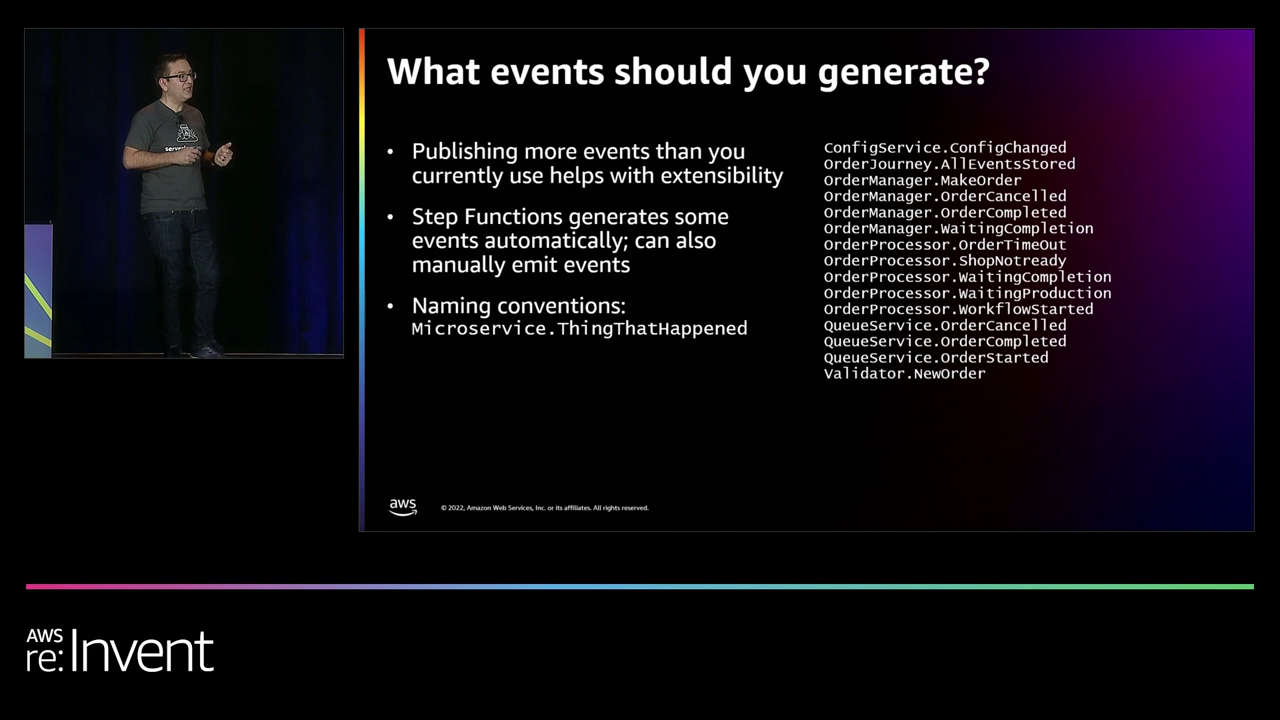 What events should you generate?
• Publishing more events than you
currently use helps with extensibility
• Step Functions generates some
events automatically; can also
manually emit events
• Naming conventions:
Microservice.ThingThatHappened
ConfigService.ConfigChanged
OrderJourney.AllEventsStored
OrderManager.MakeOrder
OrderManager.OrderCancelled
OrderManager.OrderCompleted
OrderManager.WaitingCompletion
OrderProcessor.OrderTimeOut
OrderProcessor.ShopNotready
OrderProcessor.WaitingCompletion
OrderProcessor.WaitingProduction
OrderProcessor.WorkflowStarted
QueueService.OrderCancelled
QueueService.OrderCompleted
QueueService.OrderStarted
Validator.NewOrder
aws
© 2022, Amazon Web Services, Inc. or its affiliates. All rights reserved.
AWS
re:Invent